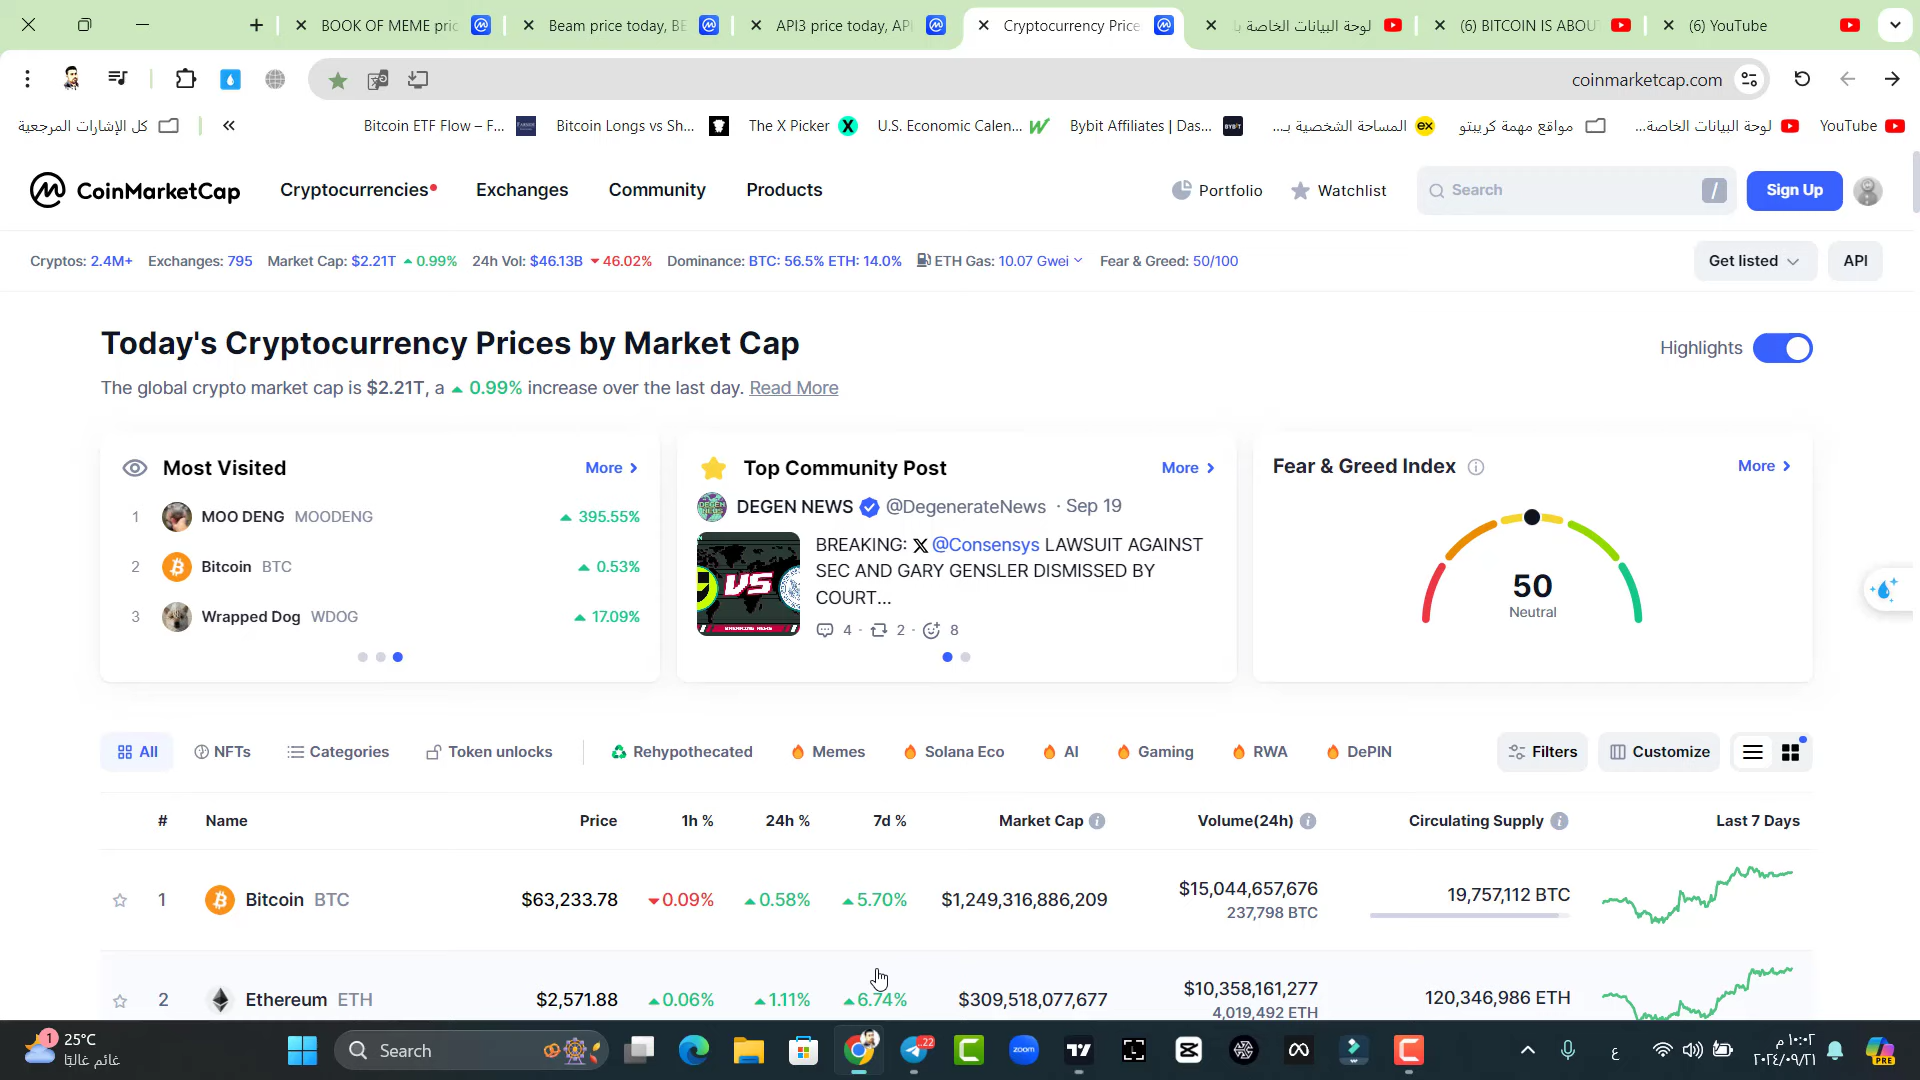 BOOK OF MEME pric
Beam price today, BE
API3 price today, API
Cryptocurrency Price
لوحة البيانات الخاصة با
(6) BITCOIN IS ABOU
(6) YouTube
coinmarketcap.com
كل الإشارات المرجعية
Bitcoin ETF Flow – F...
Bitcoin Longs vs Sh...
The X Picker
U.S. Economic Calen...
Bybit Affiliates | Das...
المساحة الشخصية بـ...
مواقع مهمة كريبتو
لوحة البيانات الخاصة...
YouTube
CoinMarketCap
Cryptocurrencies
Exchanges
Community
Products
Portfolio
Watchlist
Search
/
Sign Up
Cryptos: 2.4M+ Exchanges: 795 Market Cap: $2.21T 0.99% 24h Vol: $46.13B 46.02% Dominance: BTC: 56.5% ETH: 14.0% ETH Gas: 10.07 Gwei Fear & Greed: 50/100
Get listed
API
Today's Cryptocurrency Prices by Market Cap
Highlights
The global crypto market cap is $2.21T, a 0.99% increase over the last day. Read More
Most Visited
More
1 MOO DENG MOODENG 395.55%
2 Bitcoin BTC 0.53%
3 Wrapped Dog WDOG 17.09%
Top Community Post
More
DEGEN NEWS @DegenerateNews · Sep 19
BREAKING: X @Consensys LAWSUIT AGAINST
SEC AND GARY GENSLER DISMISSED BY
COURT...
VS
4 · 2 · 8
Fear & Greed Index
More
50
Neutral
All
NFTs
Categories
Token unlocks
Rehypothecated
Memes
Solana Eco
AI
Gaming
RWA
DePIN
Filters
Customize
# Name Price 1h % 24h % 7d % Market Cap Volume(24h) Circulating Supply Last 7 Days
1 Bitcoin BTC $63,233.78 0.09% 0.58% 5.70% $1,249,316,886,209 $15,044,657,676 19,757,112 BTC
237,798 BTC
2 Ethereum ETH $2,571.88 0.06% 1.11% 6.74% $309,518,077,677 $10,358,161,277 120,346,986 ETH
4,019,492 ETH
1
25°C
غائم غالبًا
Search
22
zoom
ع
١٠:٠٢ م
٢٠٢٤/٠٩/٢١
PRE